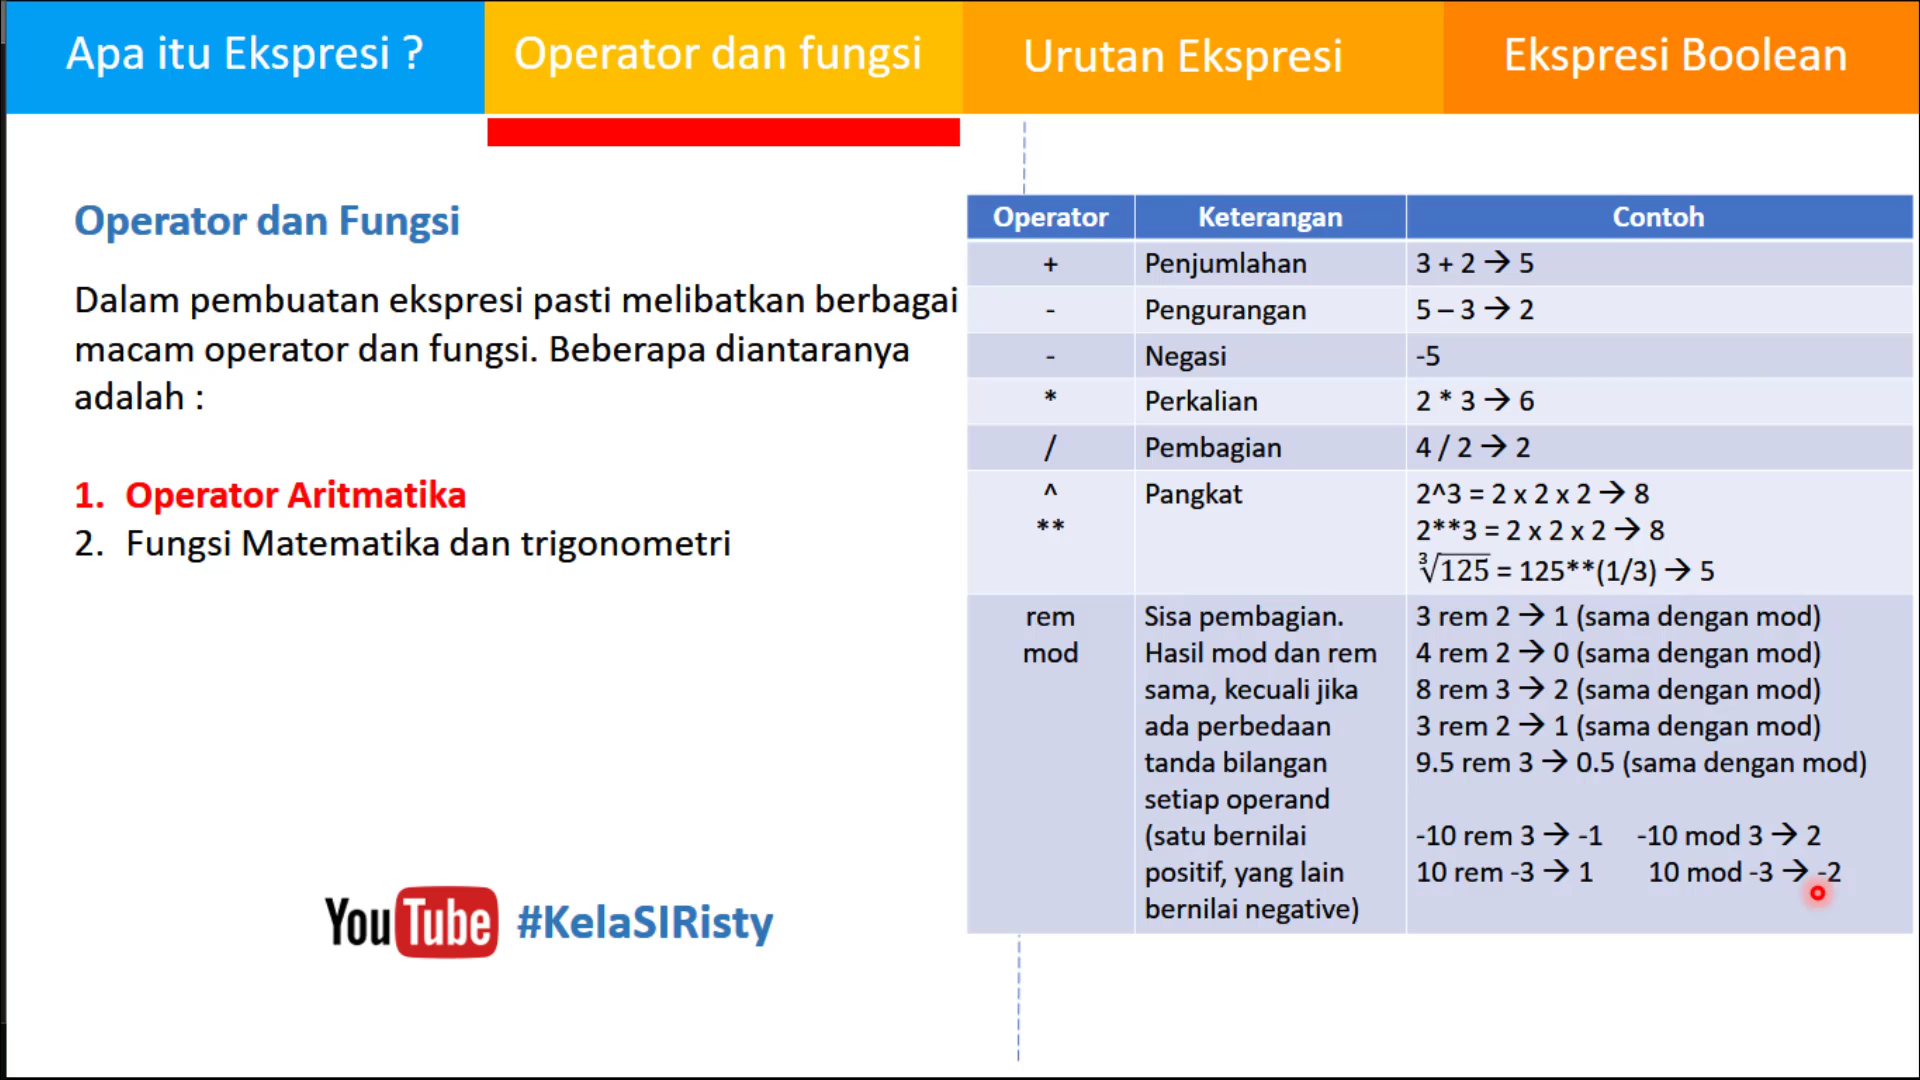 Apa itu Ekspresi ?
Operator dan fungsi
Urutan Ekspresi
Ekspresi Boolean
Operator dan Fungsi
Dalam pembuatan ekspresi pasti melibatkan berbagai
macam operator dan fungsi. Beberapa diantaranya
adalah :
1. Operator Aritmatika
2. Fungsi Matematika dan trigonometri
YouTube #KelaSIRisty
Operator Keterangan Contoh
+ Penjumlahan 3 + 2 → 5
- Pengurangan 5 – 3 → 2
- Negasi -5
* Perkalian 2 * 3 → 6
/ Pembagian 4 / 2 → 2
^ Pangkat 2^3 = 2 x 2 x 2 → 8
** 2**3 = 2 x 2 x 2 → 8
∛125 = 125**(1/3) → 5
rem Sisa pembagian. 3 rem 2 → 1 (sama dengan mod)
mod Hasil mod dan rem 4 rem 2 → 0 (sama dengan mod)
sama, kecuali jika 8 rem 3 → 2 (sama dengan mod)
ada perbedaan 3 rem 2 → 1 (sama dengan mod)
tanda bilangan 9.5 rem 3 → 0.5 (sama dengan mod)
setiap operand
(satu bernilai -10 rem 3 → -1 -10 mod 3 → 2
positif, yang lain 10 rem -3 → 1 10 mod -3 → -2
bernilai negative)